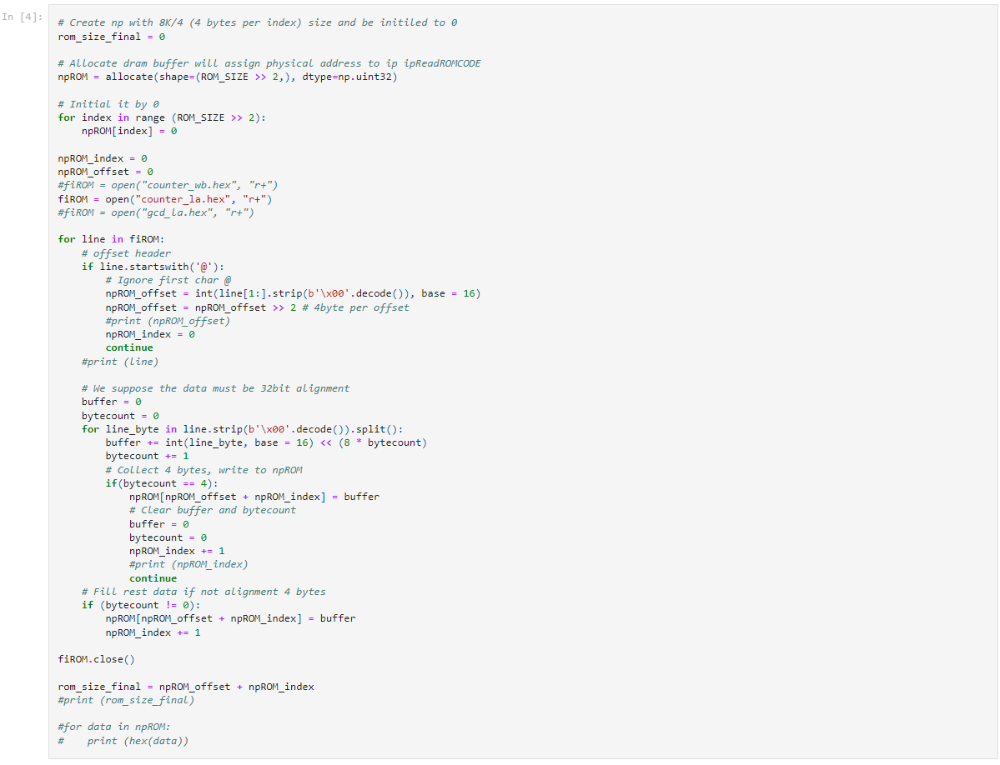 In [4]:
# Create np with 8K/4 (4 bytes per index) size and be initiled to 0
rom_size_final = 0
# Allocate dram buffer will assign physical address to ip ipReadROMCODE
npROM = allocate(shape=(ROM_SIZE >> 2,), dtype=np.uint32)
# Initial it by 0
for index in range (ROM_SIZE >> 2):
    npROM[index] = 0
npROM_index = 0
npROM_offset = 0
#fiROM = open("counter_wb.hex", "r+")
fiROM = open("counter_la.hex", "r+")
#fiROM = open("gcd_la.hex", "r+")
for line in fiROM:
    # offset header
    if line.startswith('@'):
        # Ignore first char @
        npROM_offset = int(line[1:].strip(b'\x00'.decode()), base = 16)
        npROM_offset = npROM_offset >> 2 # 4byte per offset
        #print (npROM_offset)
        npROM_index = 0
        continue
    #print (line)
    # We suppose the data must be 32bit alignment
    buffer = 0
    bytecount = 0
    for line_byte in line.strip(b'\x00'.decode()).split():
        buffer += int(line_byte, base = 16) << (8 * bytecount)
        bytecount += 1
        # Collect 4 bytes, write to npROM
        if(bytecount == 4):
            npROM[npROM_offset + npROM_index] = buffer
            # Clear buffer and bytecount
            buffer = 0
            bytecount = 0
            npROM_index += 1
            #print (npROM_index)
            continue
    # Fill rest data if not alignment 4 bytes
    if (bytecount != 0):
        npROM[npROM_offset + npROM_index] = buffer
        npROM_index += 1
fiROM.close()
rom_size_final = npROM_offset + npROM_index
#print (rom_size_final)
#for data in npROM:
#    print (hex(data))